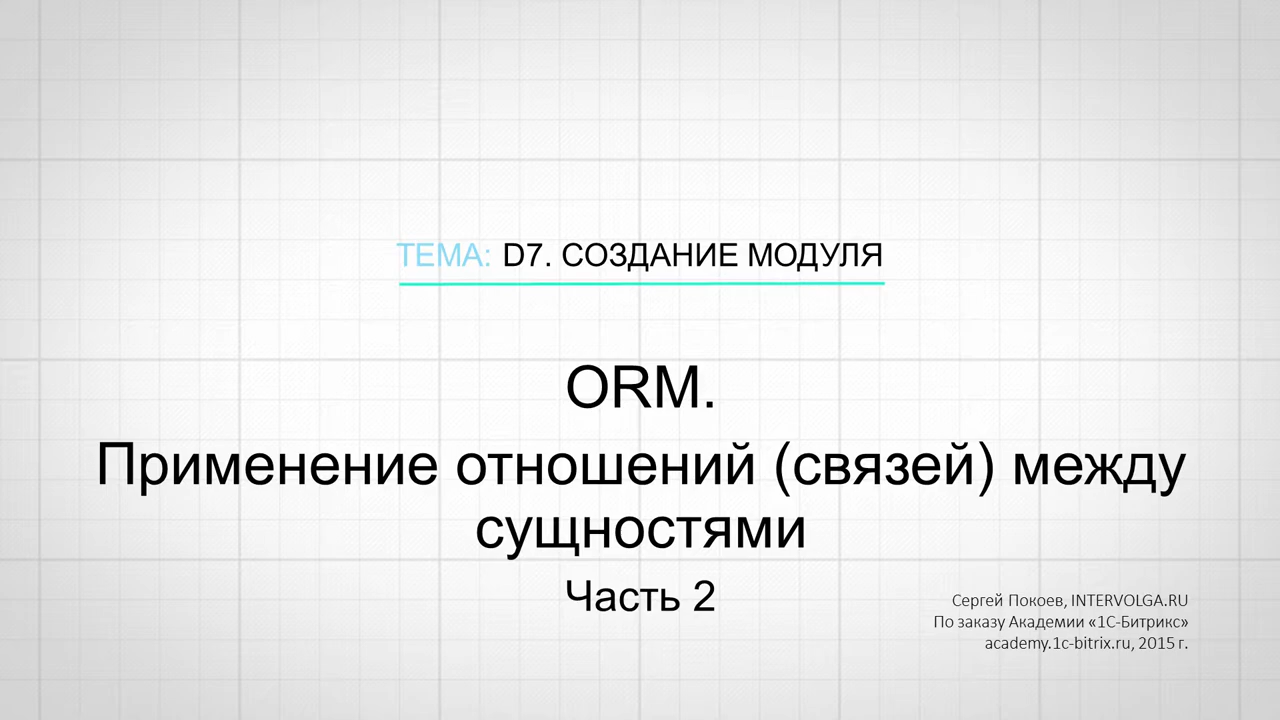 ТЕМА: D7. СОЗДАНИЕ МОДУЛЯ
ORM.
Применение отношений (связей) между
сущностями
Часть 2
Сергей Покоев, INTERVOLGA.RU
По заказу Академии «1С-Битрикс»
academy.1c-bitrix.ru, 2015 г.